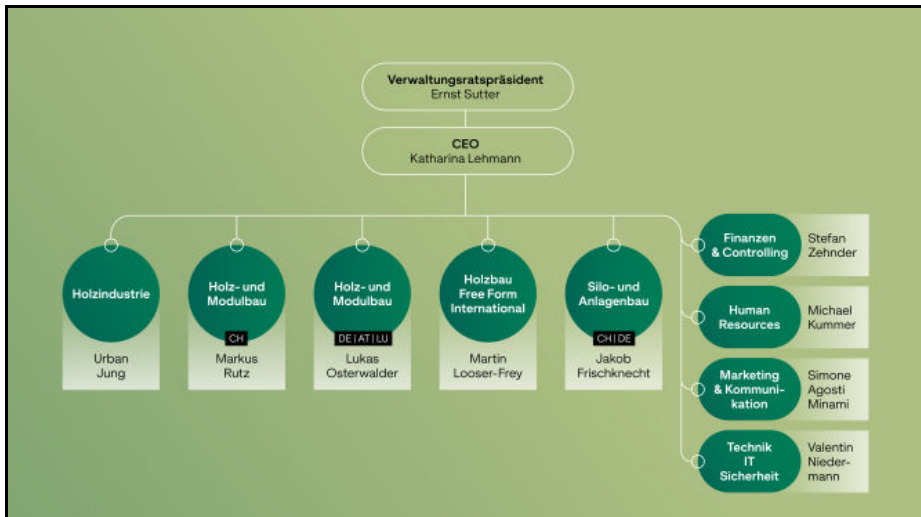 Verwaltungsratspräsident
Ernst Sutter
CEO
Katharina Lehmann
Holzindustrie
Urban
Jung
Holz- und
Modulbau
CH
Markus
Rutz
Holz- und
Modulbau
DE|AT|LU
Lukas
Osterwalder
Holzbau
Free Form
International
Martin
Looser-Frey
Silo- und
Anlagenbau
CH|DE
Jakob
Frischknecht
Finanzen
& Controlling
Stefan
Zehnder
Human
Resources
Michael
Kummer
Marketing
& Kommuni-
kation
Simone
Agosti
Minami
Technik
IT
Sicherheit
Valentin
Nieder-
mann